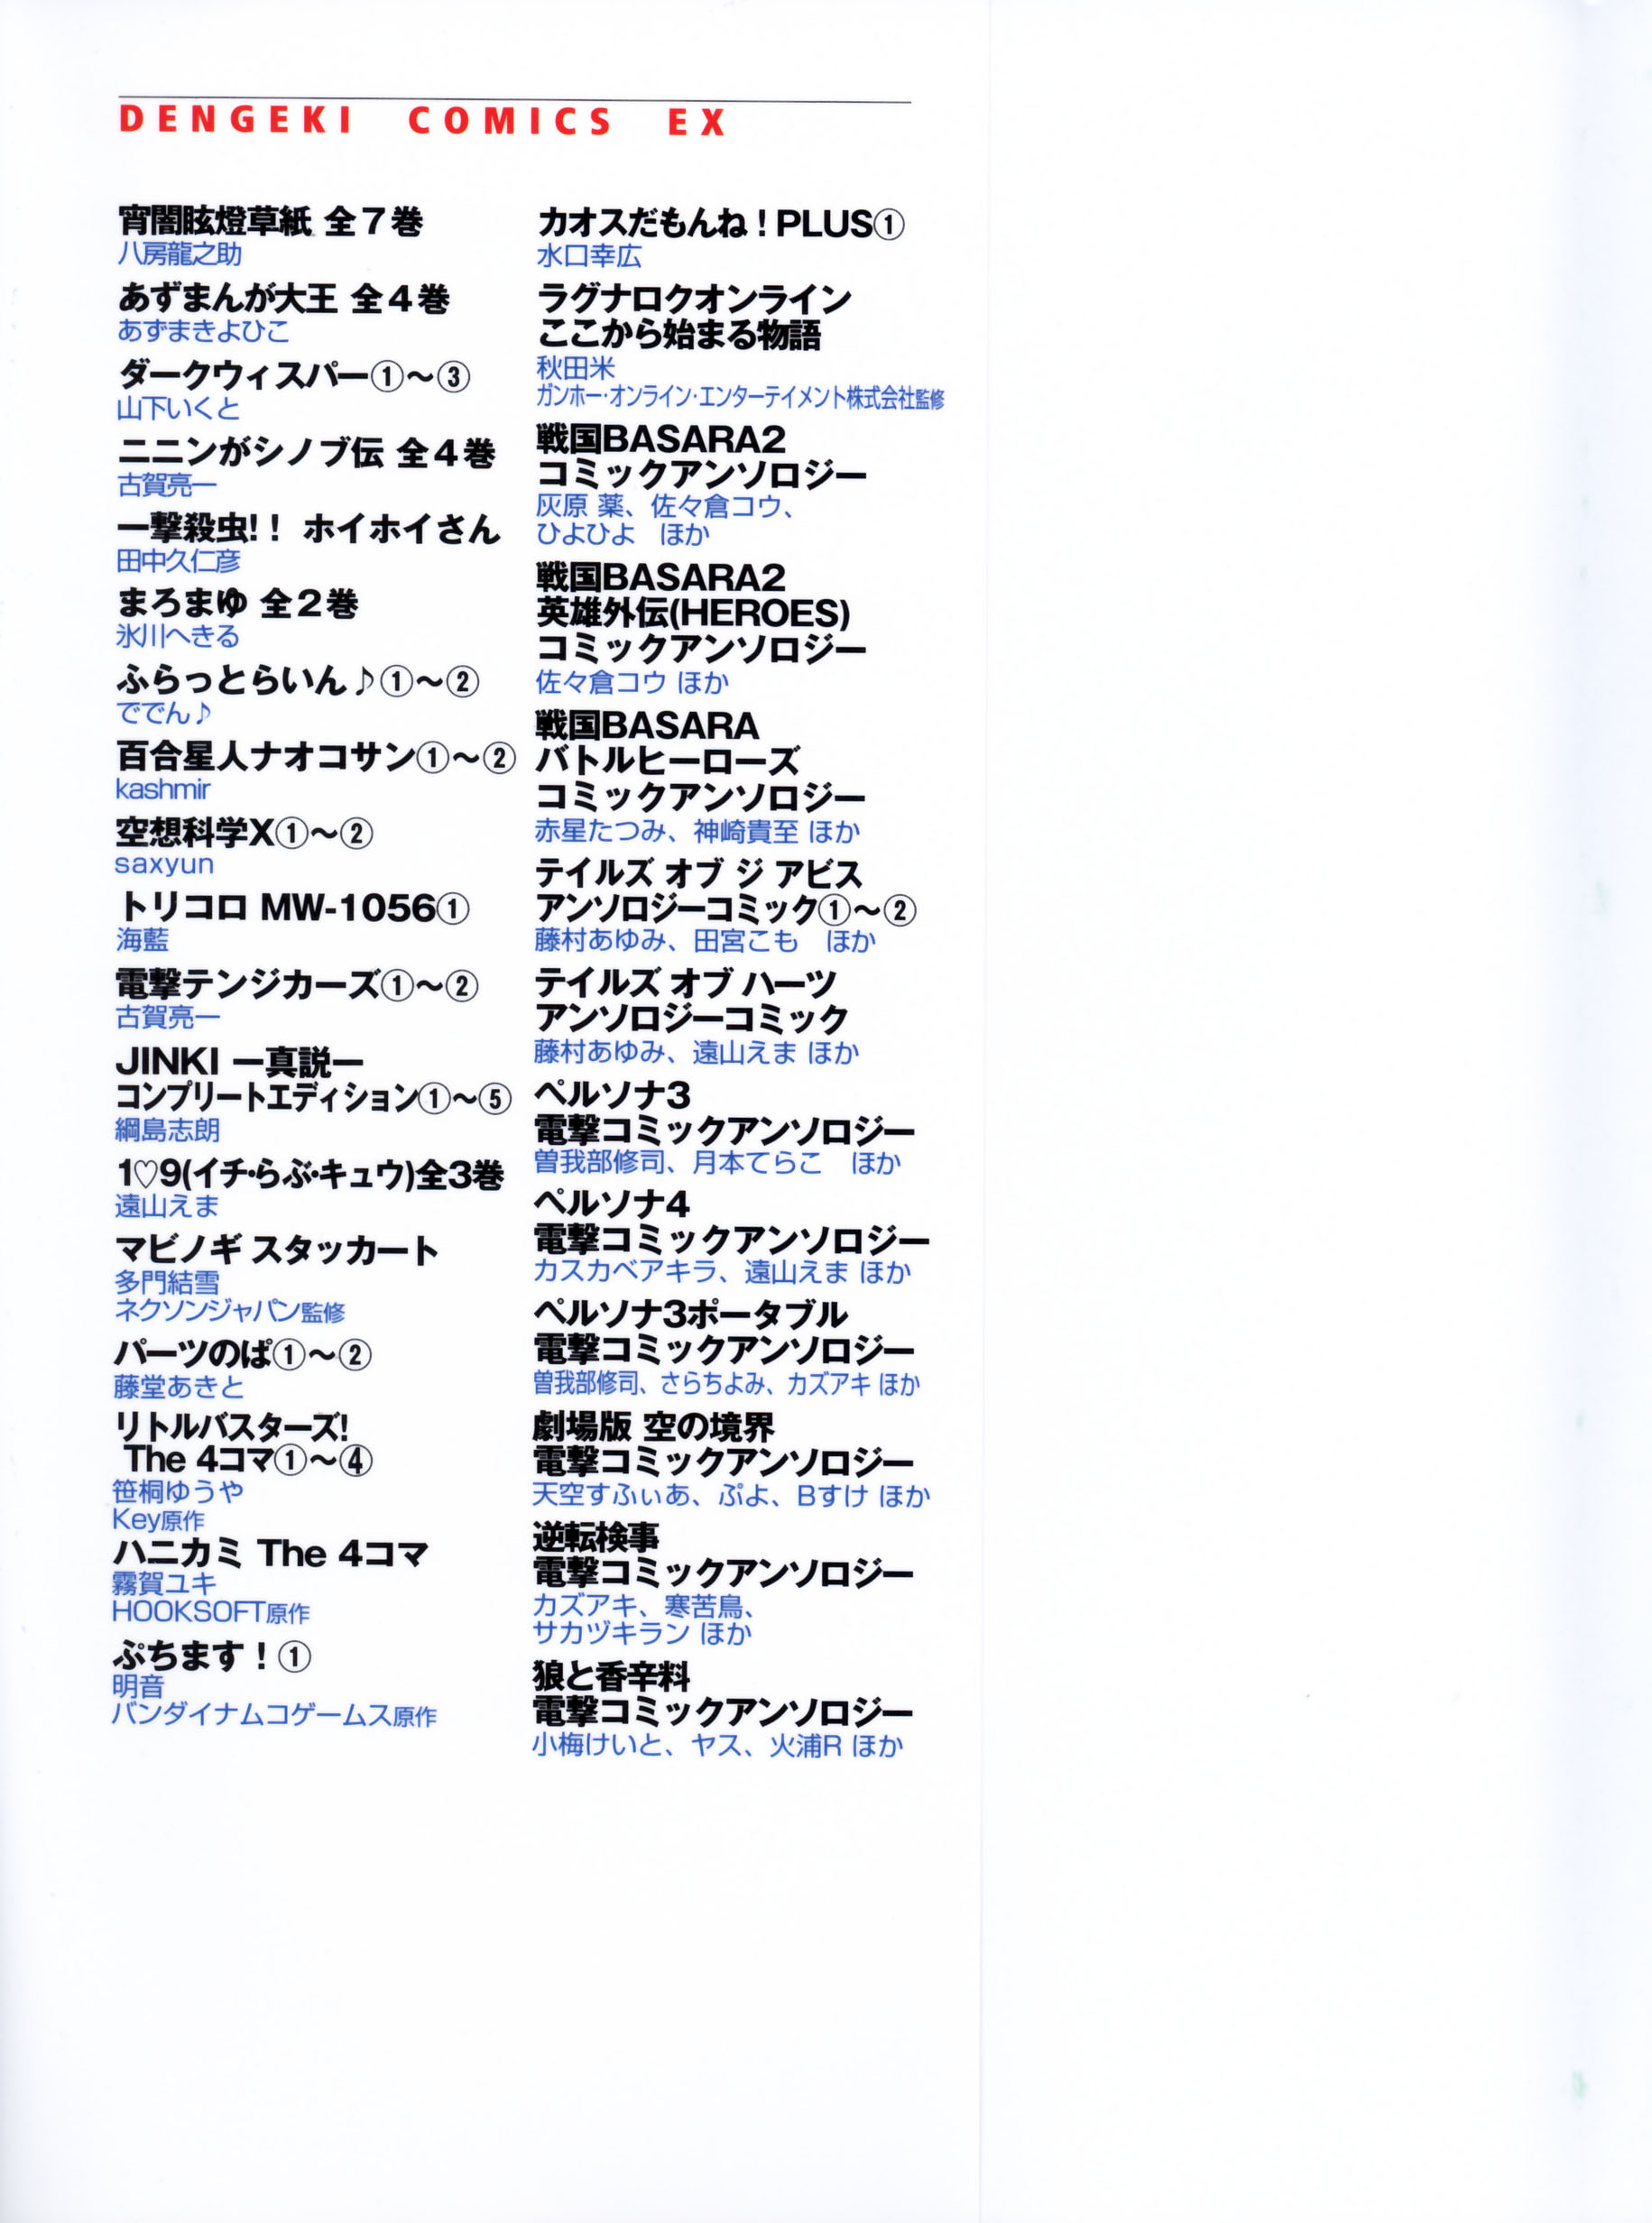 DENGEKI COMICS EX
宵闇眩燈草紙 全7巻
八房龍之助
あずまんが大王 全4巻
あずまきよひこ
ダークウィスパー①〜③
山下いくと
ニニンがシノブ伝 全4巻
古賀亮一
一撃殺虫!! ホイホイさん
田中久仁彦
まろまゆ 全2巻
氷川へきる
ふらっとらいん♪①〜②
ででん♪
百合星人ナオコサン①〜②
kashmir
空想科学X①〜②
saxyun
トリコロ MW-1056①
海藍
電撃テンジカーズ①〜②
古賀亮一
JINKI ー真説ー
コンプリートエディション①〜⑤
綱島志朗
1♡9(イチ・らぶ・キュウ)全3巻
遠山えま
マビノギ スタッカート
多門結雪
ネクソンジャパン監修
パーツのぱ①〜②
藤堂あきと
リトルバスターズ!
The 4コマ①〜④
笹桐ゆうや
Key原作
ハニカミ The 4コマ
霧賀ユキ
HOOKSOFT原作
ぷちます!①
明音
バンダイナムコゲームス原作
カオスだもんね!PLUS①
水口幸広
ラグナロクオンライン
ここから始まる物語
秋田米
ガンホー・オンライン・エンターテイメント株式会社監修
戦国BASARA2
コミックアンソロジー
灰原 薬、佐々倉コウ、
ひよひよ ほか
戦国BASARA2
英雄外伝(HEROES)
コミックアンソロジー
佐々倉コウ ほか
戦国BASARA
バトルヒーローズ
コミックアンソロジー
赤星たつみ、神崎貴至 ほか
テイルズ オブ ジ アビス
アンソロジーコミック①〜②
藤村あゆみ、田宮こも ほか
テイルズ オブ ハーツ
アンソロジーコミック
藤村あゆみ、遠山えま ほか
ペルソナ3
電撃コミックアンソロジー
曽我部修司、月本てらこ ほか
ペルソナ4
電撃コミックアンソロジー
カスカベアキラ、遠山えま ほか
ペルソナ3ポータブル
電撃コミックアンソロジー
曽我部修司、さらちよみ、カズアキ ほか
劇場版 空の境界
電撃コミックアンソロジー
天空すふぃあ、ぷよ、Bすけ ほか
逆転検事
電撃コミックアンソロジー
カズアキ、寒苦鳥、
サカヅキラン ほか
狼と香辛料
電撃コミックアンソロジー
小梅けいと、ヤス、火浦R ほか